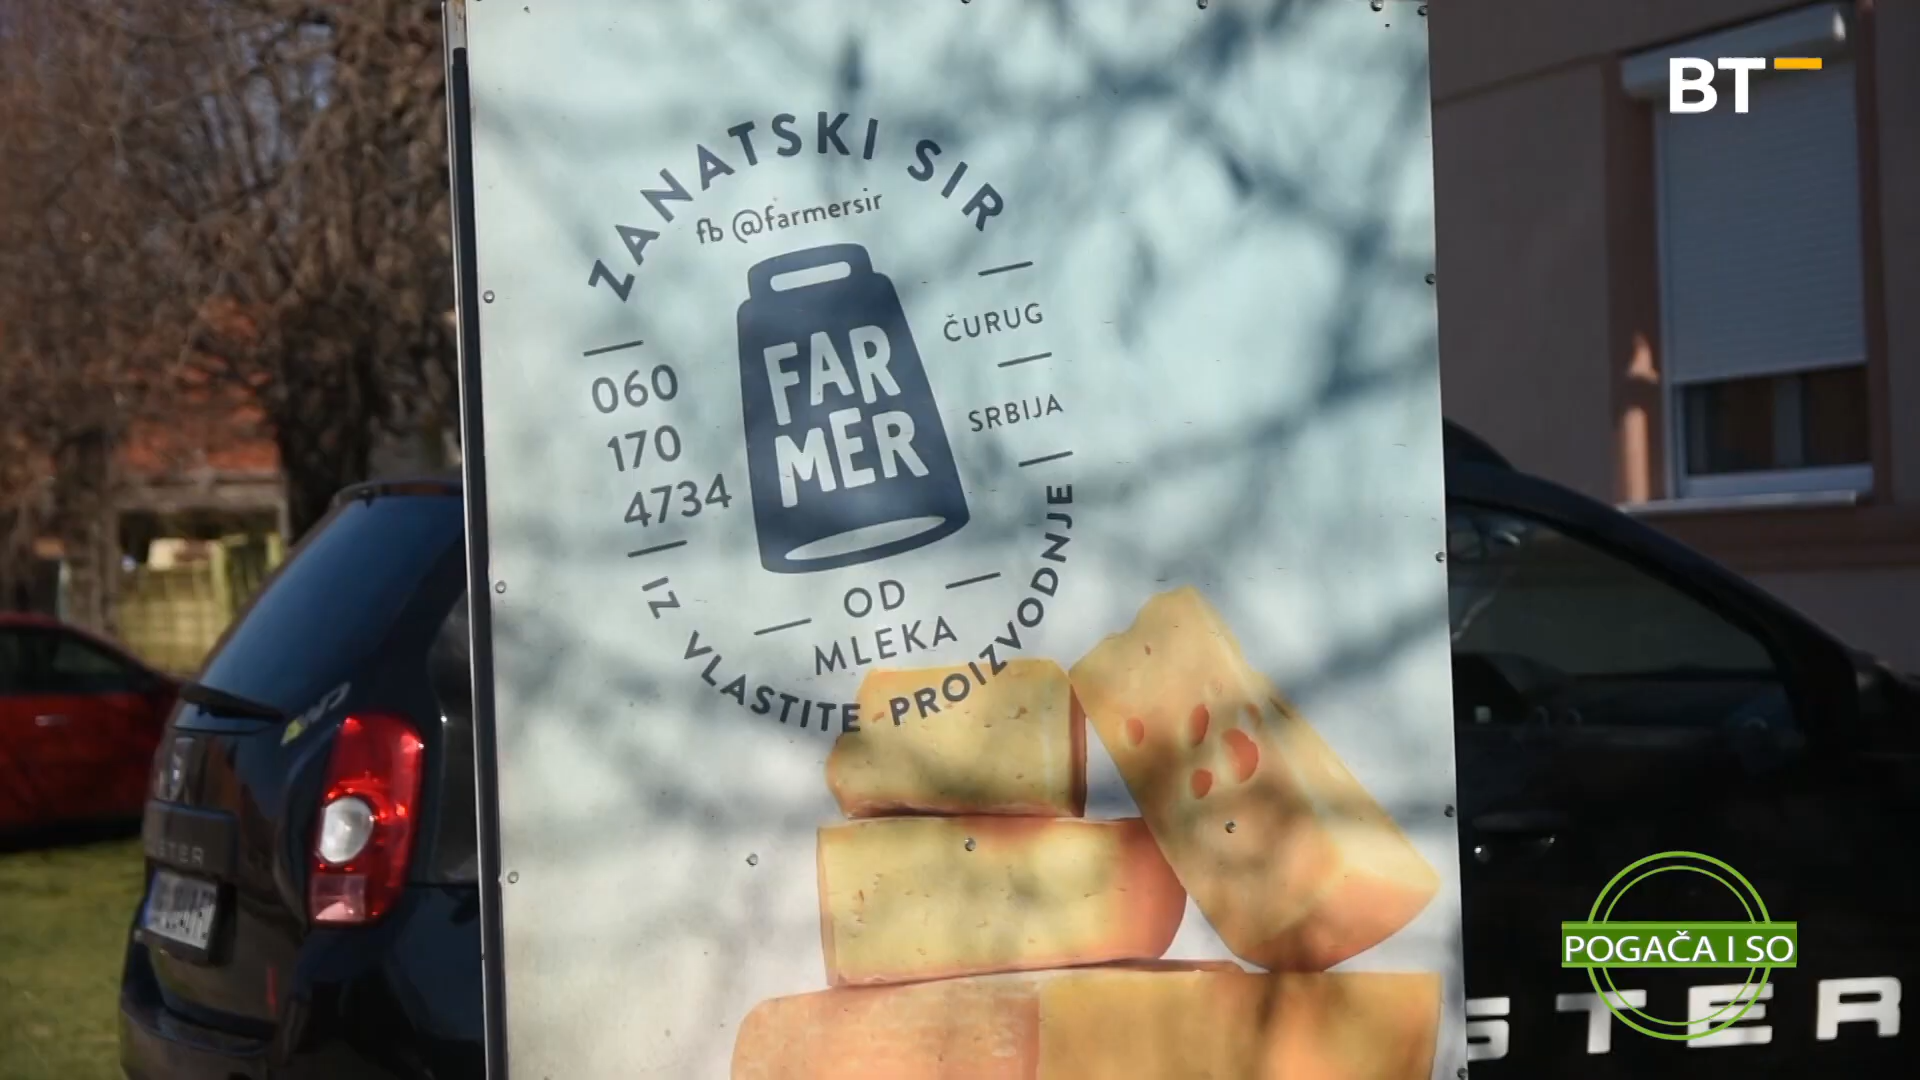 BT
ZANATSKI SIR
fb @farmersir
FAR
MER
060
170
4734
ČURUG
SRBIJA
OD
MLEKA
IZ VLASTITE PROIZVODNJE
POGAČA I SO
STER